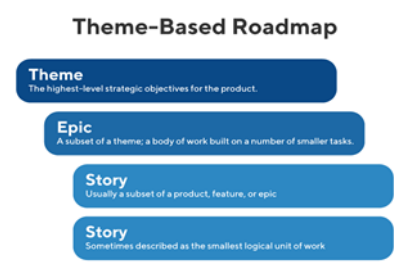 Theme-Based Roadmap
Theme
The highest-level strategic objectives for the product.
Epic
A subset of a theme; a body of work built on a number of smaller tasks.
Story
Usually a subset of a product, feature, or epic
Story
Sometimes described as the smallest logical unit of work